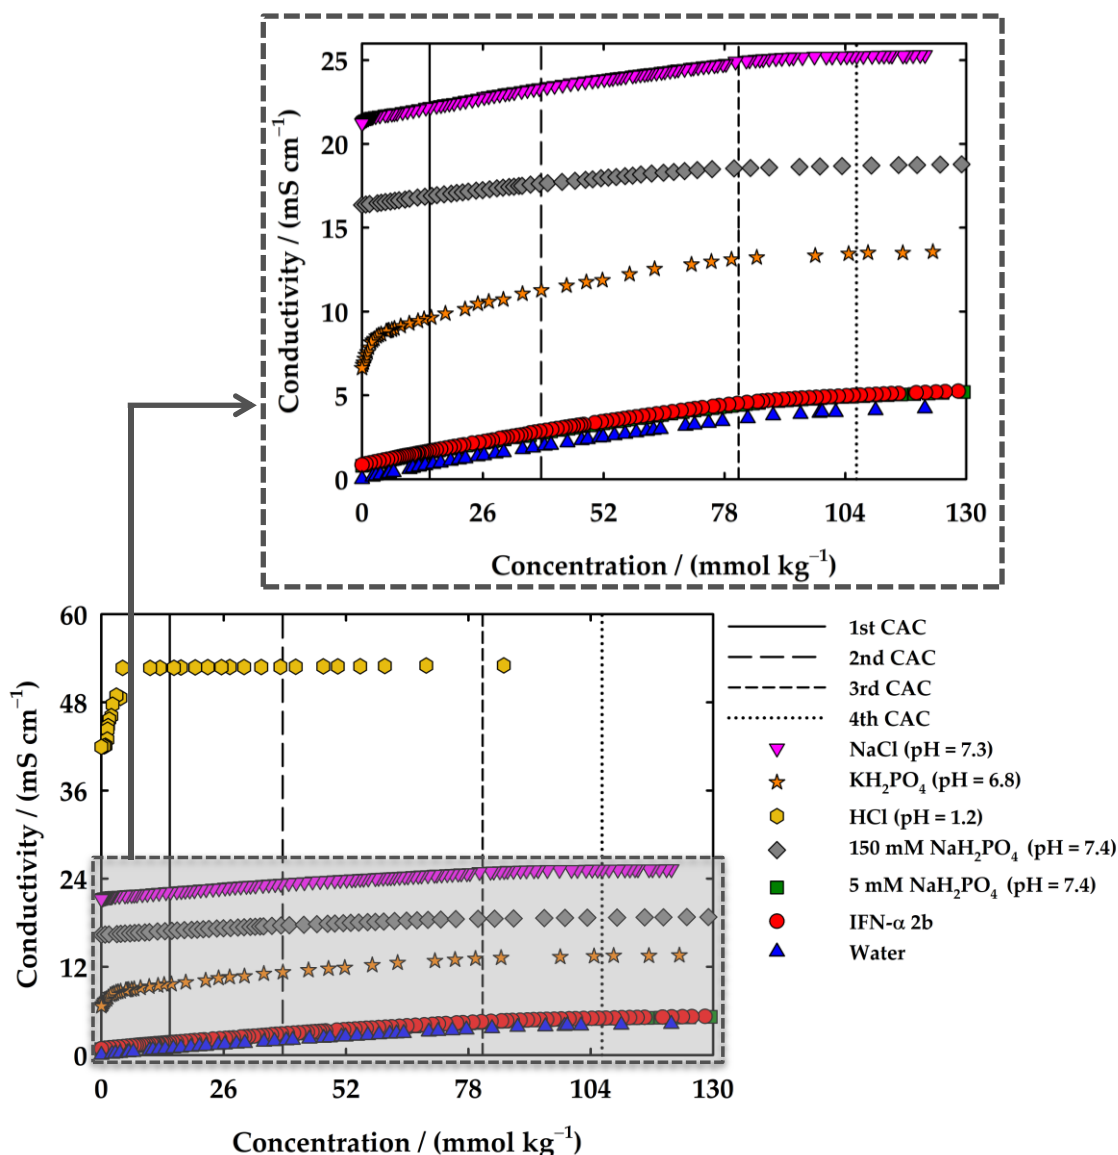 25
20
15
10
5
0
Conductivity / (mS cm⁻¹)
0 26 52 78 104 130
Concentration / (mmol kg⁻¹)
60
48
36
24
12
0
Conductivity / (mS cm⁻¹)
0 26 52 78 104 130
Concentration / (mmol kg⁻¹)
1st CAC
2nd CAC
3rd CAC
4th CAC
NaCl (pH = 7.3)
KH₂PO₄ (pH = 6.8)
HCl (pH = 1.2)
150 mM NaH₂PO₄ (pH = 7.4)
5 mM NaH₂PO₄ (pH = 7.4)
IFN-α 2b
Water